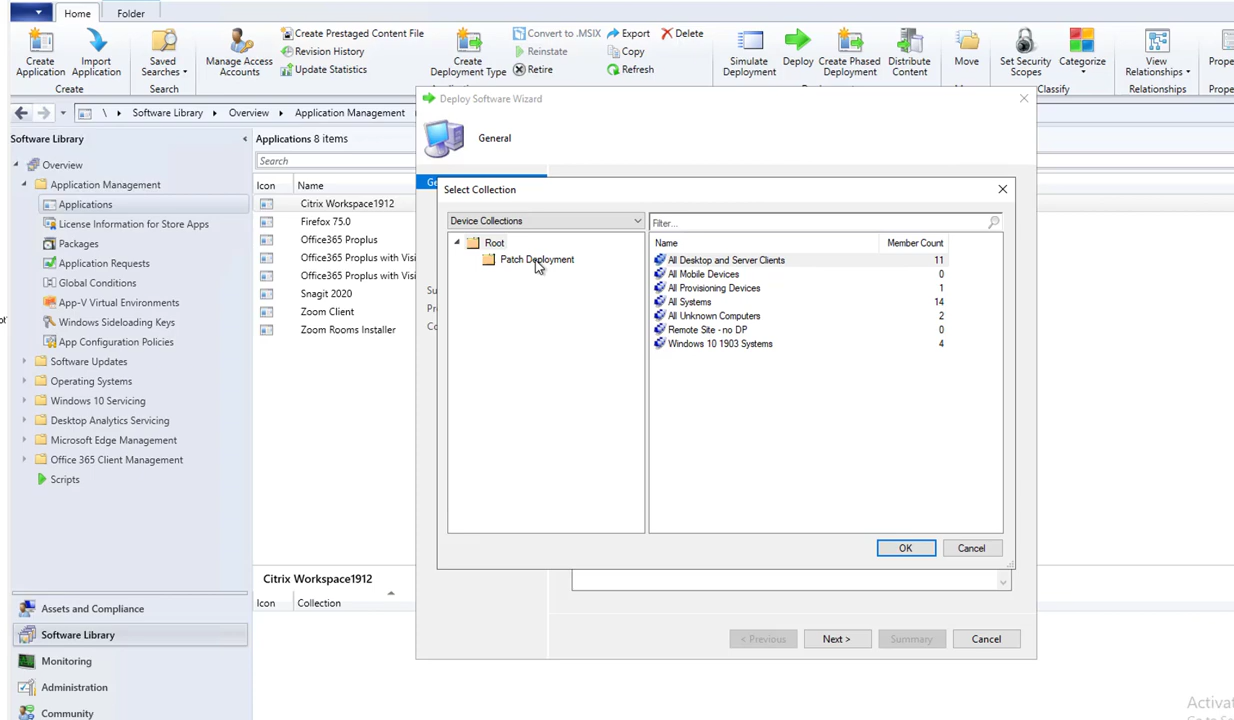 Home
Folder
Create Application
Import Application
Create
Saved Searches
Search
Manage Access Accounts
Create Prestaged Content File
Revision History
Update Statistics
Create Deployment Type
Convert to .MSIX
Reinstate
Retire
Export
Copy
Refresh
Delete
Simulate Deployment
Deploy
Create Phased Deployment
Distribute Content
Move
Set Security Scopes
Categorize
Classify
View Relationships
Relationships
\ Software Library Overview Application Management
Software Library
Overview
Application Management
Applications
License Information for Store Apps
Packages
Application Requests
Global Conditions
App-V Virtual Environments
Windows Sideloading Keys
App Configuration Policies
Software Updates
Operating Systems
Windows 10 Servicing
Desktop Analytics Servicing
Microsoft Edge Management
Office 365 Client Management
Scripts
Assets and Compliance
Software Library
Monitoring
Administration
Community
Applications 8 items
Search
Icon Name
Citrix Workspace1912
Firefox 75.0
Office365 Proplus
Office365 Proplus with Visi
Office365 Proplus with Visi
Snagit 2020
Zoom Client
Zoom Rooms Installer
Citrix Workspace1912
Icon Collection
Deploy Software Wizard
General
Select Collection
Device Collections
Filter...
Root
Patch Deployment
Name Member Count
All Desktop and Server Clients 11
All Mobile Devices 0
All Provisioning Devices 1
All Systems 14
All Unknown Computers 2
Remote Site - no DP 0
Windows 10 1903 Systems 4
OK
Cancel
< Previous
Next >
Summary
Cancel